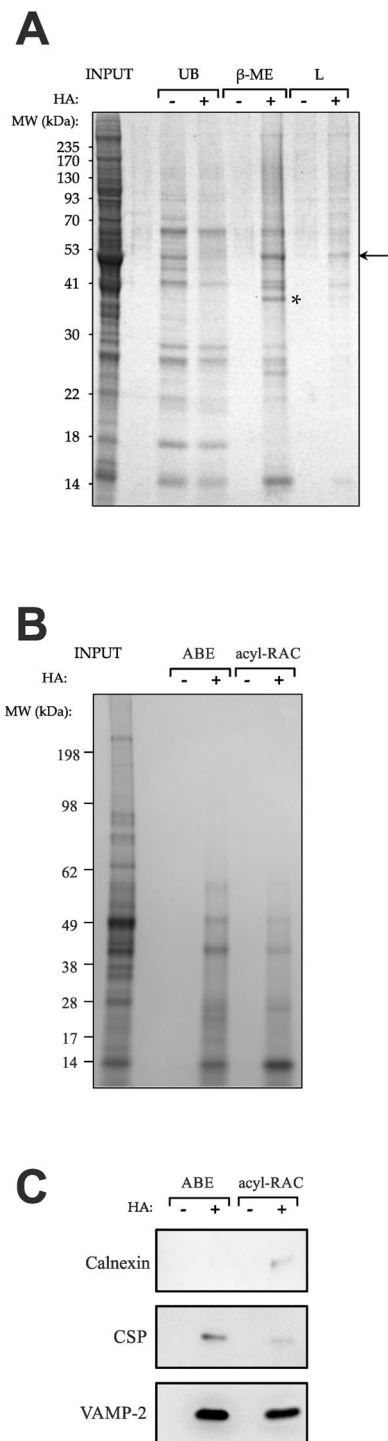 A
INPUT UB β-ME L
HA: - + - + - +
MW (kDa):
235
170
130
93
70
53
41
*
30
22
18
14
B
INPUT ABE acyl-RAC
HA: - + - +
MW (kDa):
198
98
62
49
38
28
17
14
C
ABE acyl-RAC
HA: - + - +
Calnexin
CSP
VAMP-2